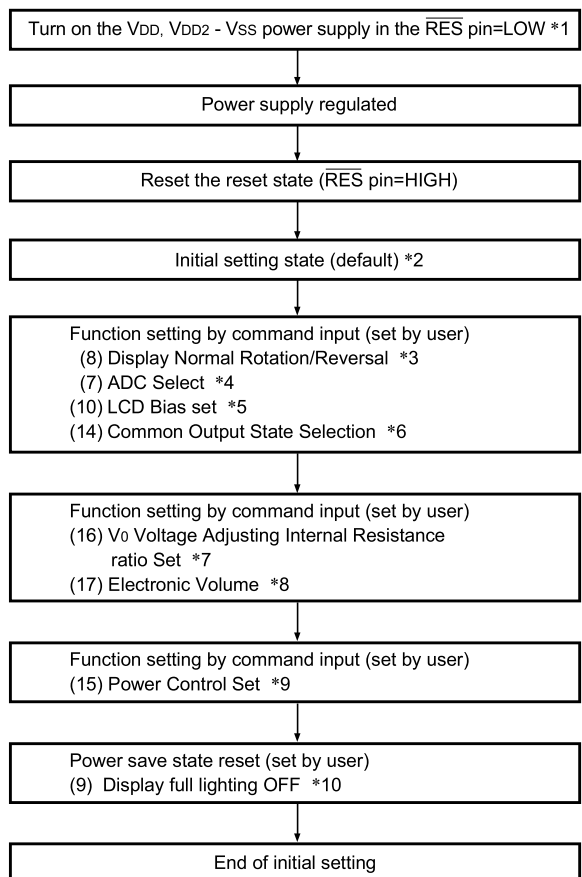 Turn on the VDD, VDD2 - VSS power supply in the R̅E̅S̅ pin=LOW *1
Power supply regulated
Reset the reset state (R̅E̅S̅ pin=HIGH)
Initial setting state (default) *2
Function setting by command input (set by user)
(8) Display Normal Rotation/Reversal *3
(7) ADC Select *4
(10) LCD Bias set *5
(14) Common Output State Selection *6
Function setting by command input (set by user)
(16) V0 Voltage Adjusting Internal Resistance
ratio Set *7
(17) Electronic Volume *8
Function setting by command input (set by user)
(15) Power Control Set *9
Power save state reset (set by user)
(9) Display full lighting OFF *10
End of initial setting